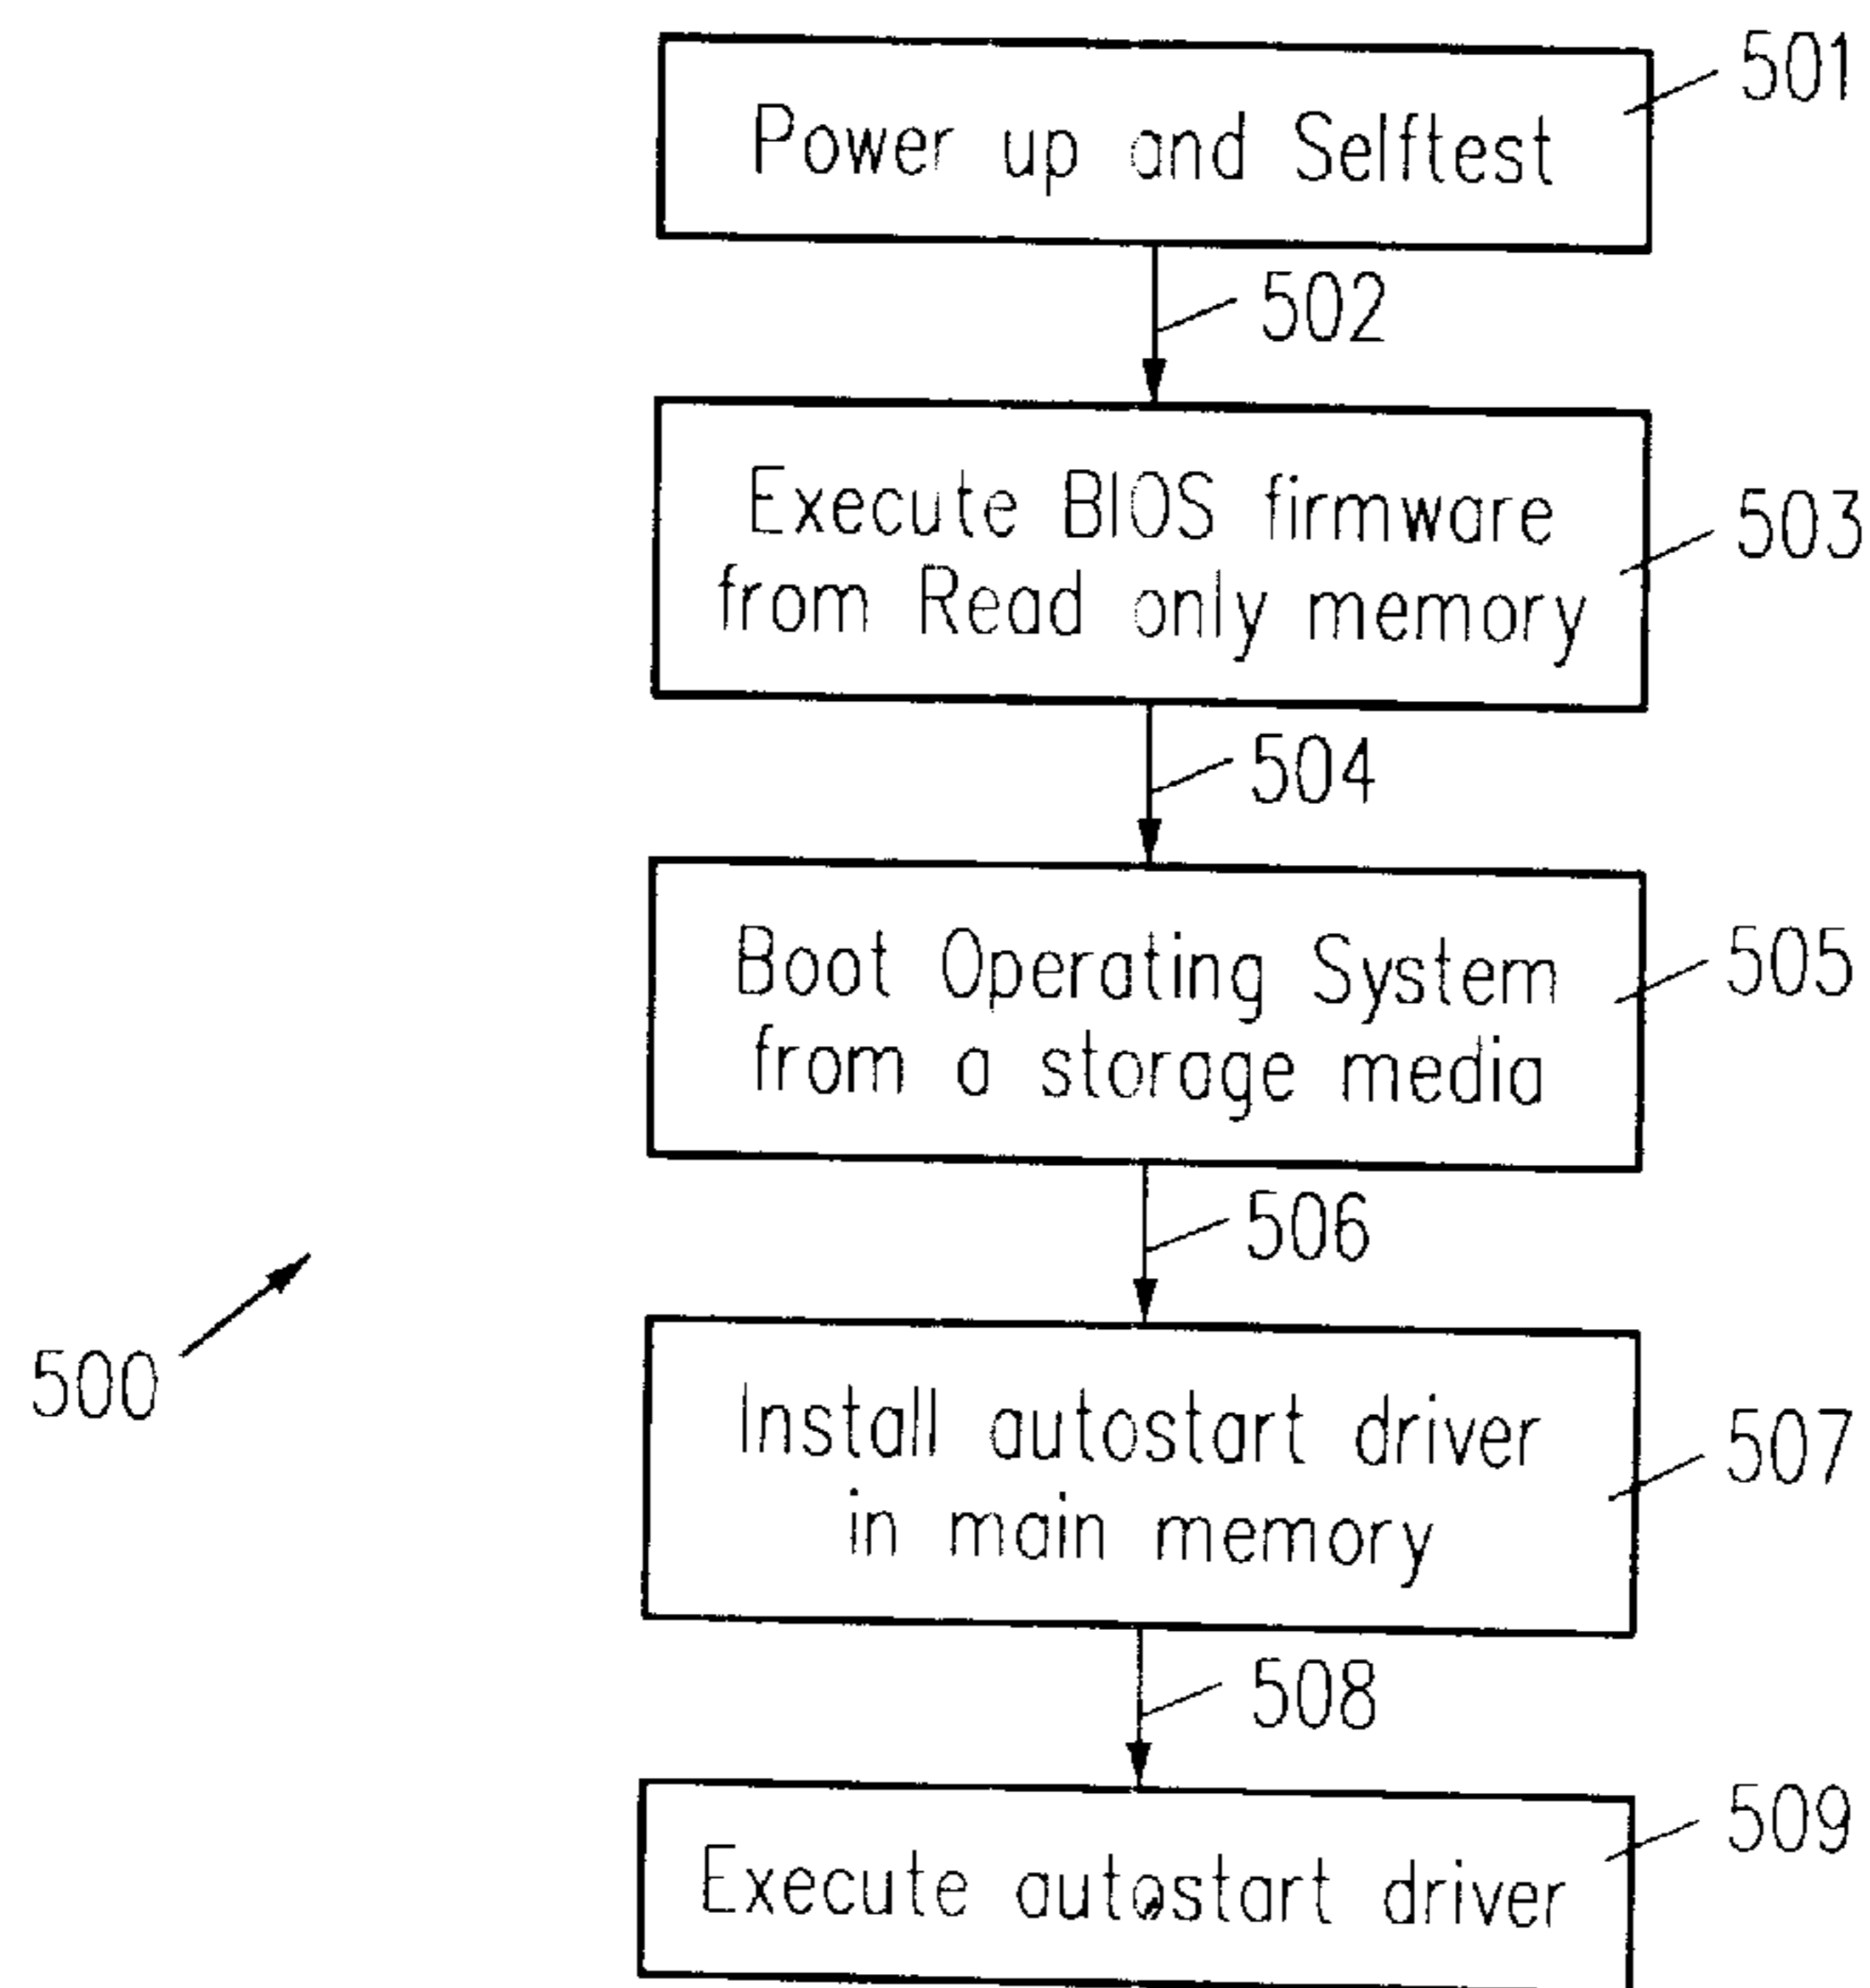 Power up and Selftest
501
502
Execute BIOS firmware
from Read only memory
503
504
Boot Operating System
from a storage media
505
506
500
Install autostart driver
in main memory
507
508
Execute autostart driver
509